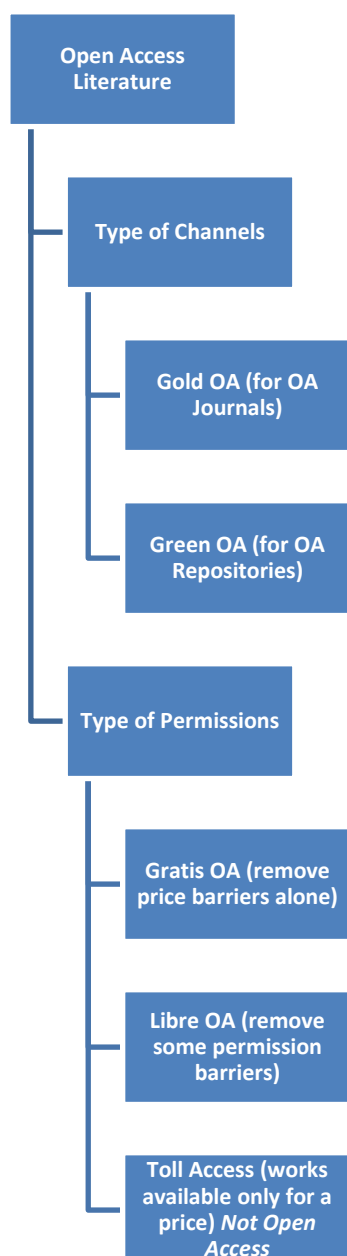 Open Access
Literature
Type of Channels
Gold OA (for OA
Journals)
Green OA (for OA
Repositories)
Type of Permissions
Gratis OA (remove
price barriers alone)
Libre OA (remove
some permission
barriers)
Toll Access (works
available only for a
price) Not Open
Access